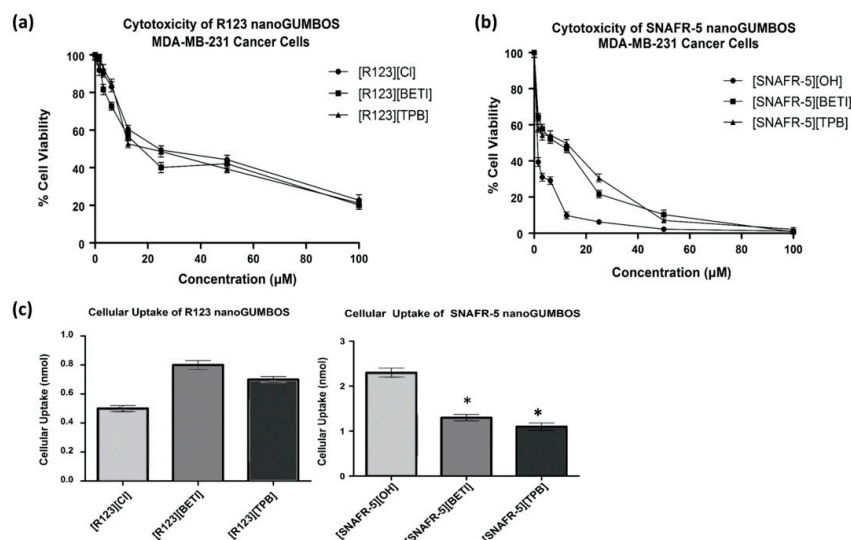 (a)
Cytotoxicity of R123 nanoGUMBOS
MDA-MB-231 Cancer Cells
[R123][Cl]
[R123][BETI]
[R123][TPB]
100
80
60
40
20
0
% Cell Viability
0
20
40
60
80
100
Concentration (µM)
(b)
Cytotoxicity of SNAFR-5 nanoGUMBOS
MDA-MB-231 Cancer Cells
[SNAFR-5][OH]
[SNAFR-5][BETI]
[SNAFR-5][TPB]
100
80
60
40
20
0
% Cell Viability
0
20
40
60
80
100
Concentration (µM)
(c)
Cellular Uptake of R123 nanoGUMBOS
1.0
0.8
0.6
0.4
0.2
0.0
Cellular Uptake (nmol)
[R123][Cl]
[R123][BETI]
[R123][TPB]
Cellular Uptake of SNAFR-5 nanoGUMBOS
3
2
1
0
Cellular Uptake (nmol)
*
*
[SNAFR-5][OH]
[SNAFR-5][BETI]
[SNAFR-5][TPB]